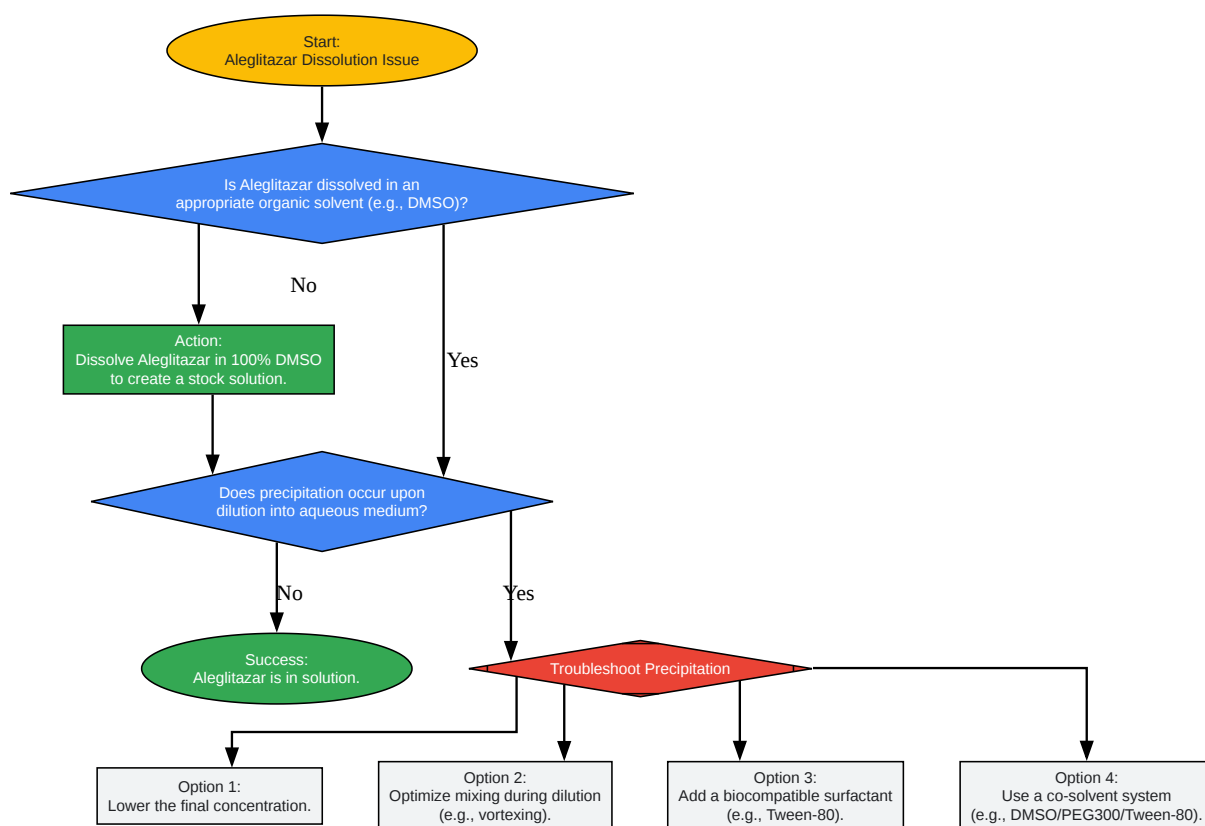 Start:
Aleglitazar Dissolution Issue
Is Aleglitazar dissolved in an
appropriate organic solvent (e.g., DMSO)?
No
Action:
Dissolve Aleglitazar in 100% DMSO
to create a stock solution.
Yes
Does precipitation occur upon
dilution into aqueous medium?
No
Yes
Success:
Aleglitazar is in solution.
Troubleshoot Precipitation
Option 1:
Lower the final concentration.
Option 2:
Optimize mixing during dilution
(e.g., vortexing).
Option 3:
Add a biocompatible surfactant
(e.g., Tween-80).
Option 4:
Use a co-solvent system
(e.g., DMSO/PEG300/Tween-80).